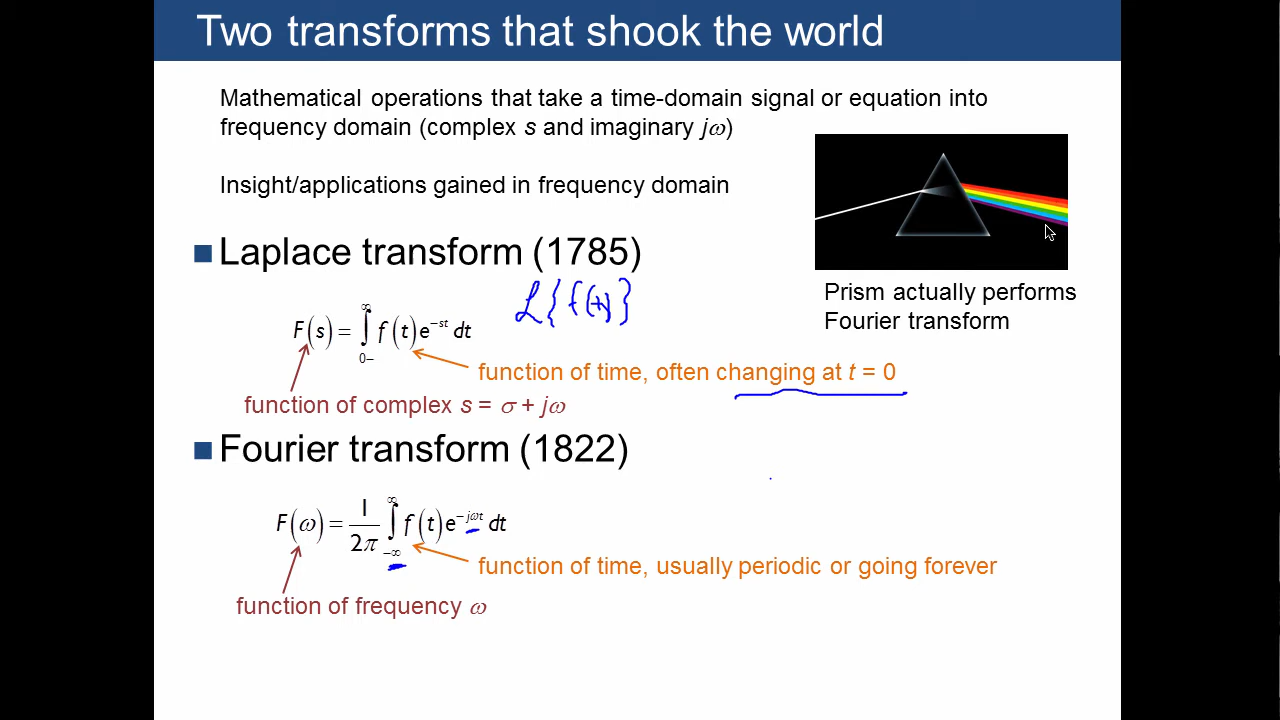 Two transforms that shook the world
Mathematical operations that take a time-domain signal or equation into
frequency domain (complex s and imaginary jω)
Insight/applications gained in frequency domain
Laplace transform (1785)
ℒ{f(t)}
F(s) = ∫₀₋^∞ f(t)e^(−st) dt
function of time, often changing at t = 0
function of complex s = σ + jω
Prism actually performs
Fourier transform
Fourier transform (1822)
F(ω) = 1/2π ∫₋∞^∞ f(t)e^(−jωt) dt
function of time, usually periodic or going forever
function of frequency ω